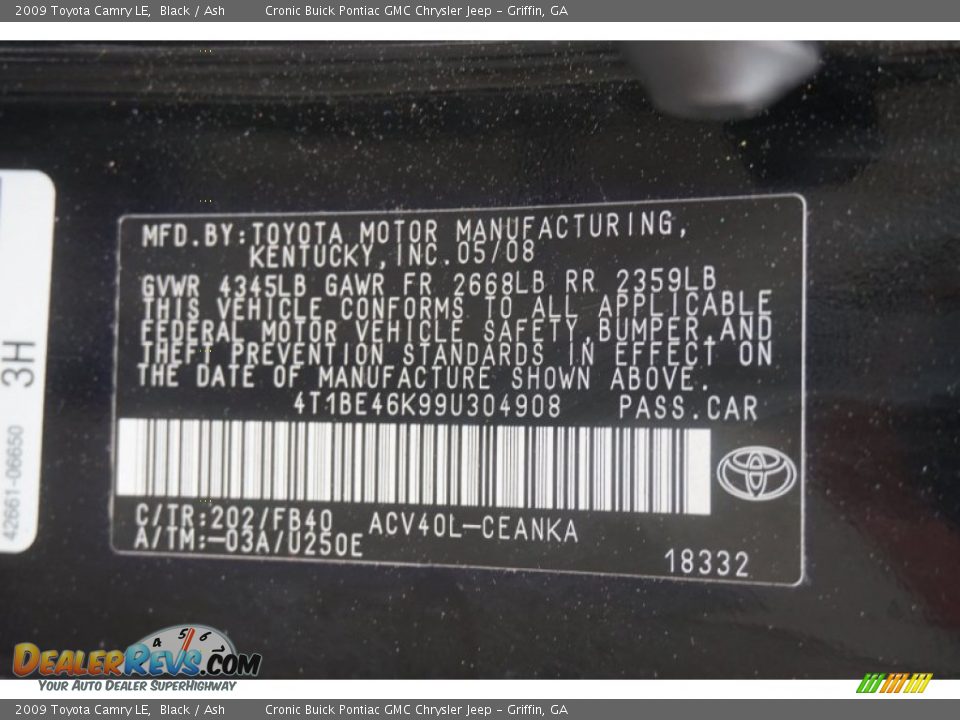 2009 Toyota Camry LE, Black / Ash Cronic Buick Pontiac GMC Chrysler Jeep - Griffin, GA
MFD.BY:TOYOTA MOTOR MANUFACTURING,
KENTUCKY,INC.05/08
GVWR 4345LB GAWR FR 2668LB RR 2359LB
THIS VEHICLE CONFORMS TO ALL APPLICABLE
FEDERAL MOTOR VEHICLE SAFETY,BUMPER,AND
THEFT PREVENTION STANDARDS IN EFFECT ON
THE DATE OF MANUFACTURE SHOWN ABOVE.
4T1BE46K99U304908 PASS.CAR
C/TR:202/FB40 ACV40L-CEANKA
A/TM:-03A/U250E
18332
3H
42661-06650
4 5 6
DEALERREVS.COM
YOUR AUTO DEALER SUPERHIGHWAY
2009 Toyota Camry LE, Black / Ash Cronic Buick Pontiac GMC Chrysler Jeep - Griffin, GA